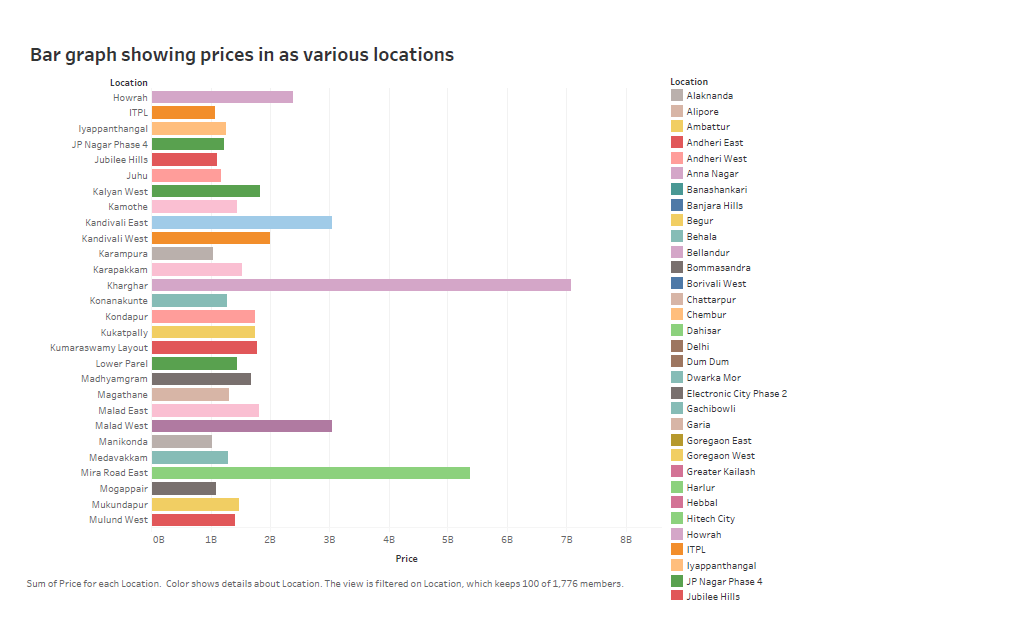 Bar graph showing prices in as various locations
Location
Howrah
ITPL
Iyappanthangal
JP Nagar Phase 4
Jubilee Hills
Juhu
Kalyan West
Kamothe
Kandivali East
Kandivali West
Karampura
Karapakkam
Kharghar
Konanakunte
Kondapur
Kukatpally
Kumaraswamy Layout
Lower Parel
Madhyamgram
Magathane
Malad East
Malad West
Manikonda
Medavakkam
Mira Road East
Mogappair
Mukundapur
Mulund West
0B 1B 2B 3B 4B 5B 6B 7B 8B
Price
Sum of Price for each Location. Color shows details about Location. The view is filtered on Location, which keeps 100 of 1,776 members.
Location
Alaknanda
Alipore
Ambattur
Andheri East
Andheri West
Anna Nagar
Banashankari
Banjara Hills
Begur
Behala
Bellandur
Bommasandra
Borivali West
Chattarpur
Chembur
Dahisar
Delhi
Dum Dum
Dwarka Mor
Electronic City Phase 2
Gachibowli
Garia
Goregaon East
Goregaon West
Greater Kailash
Harlur
Hebbal
Hitech City
Howrah
ITPL
Iyappanthangal
JP Nagar Phase 4
Jubilee Hills